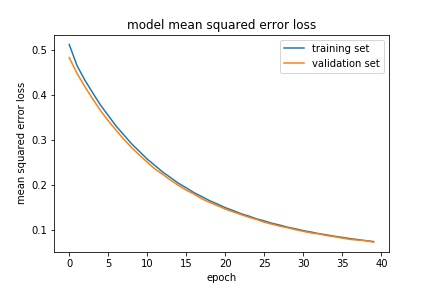 model mean squared error loss
training set
validation set
mean squared error loss
0.5
0.4
0.3
0.2
0.1
0 5 10 15 20 25 30 35 40
epoch